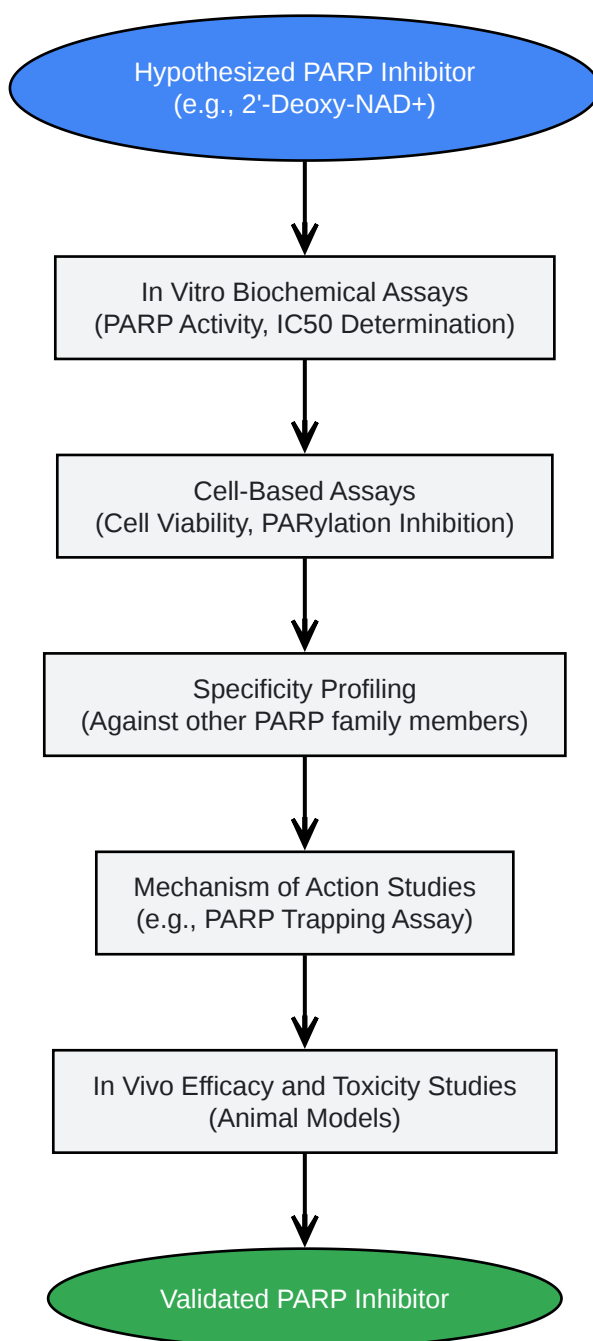 Hypothesized PARP Inhibitor
(e.g., 2'-Deoxy-NAD+)
In Vitro Biochemical Assays
(PARP Activity, IC50 Determination)
Cell-Based Assays
(Cell Viability, PARylation Inhibition)
Specificity Profiling
(Against other PARP family members)
Mechanism of Action Studies
(e.g., PARP Trapping Assay)
In Vivo Efficacy and Toxicity Studies
(Animal Models)
Validated PARP Inhibitor